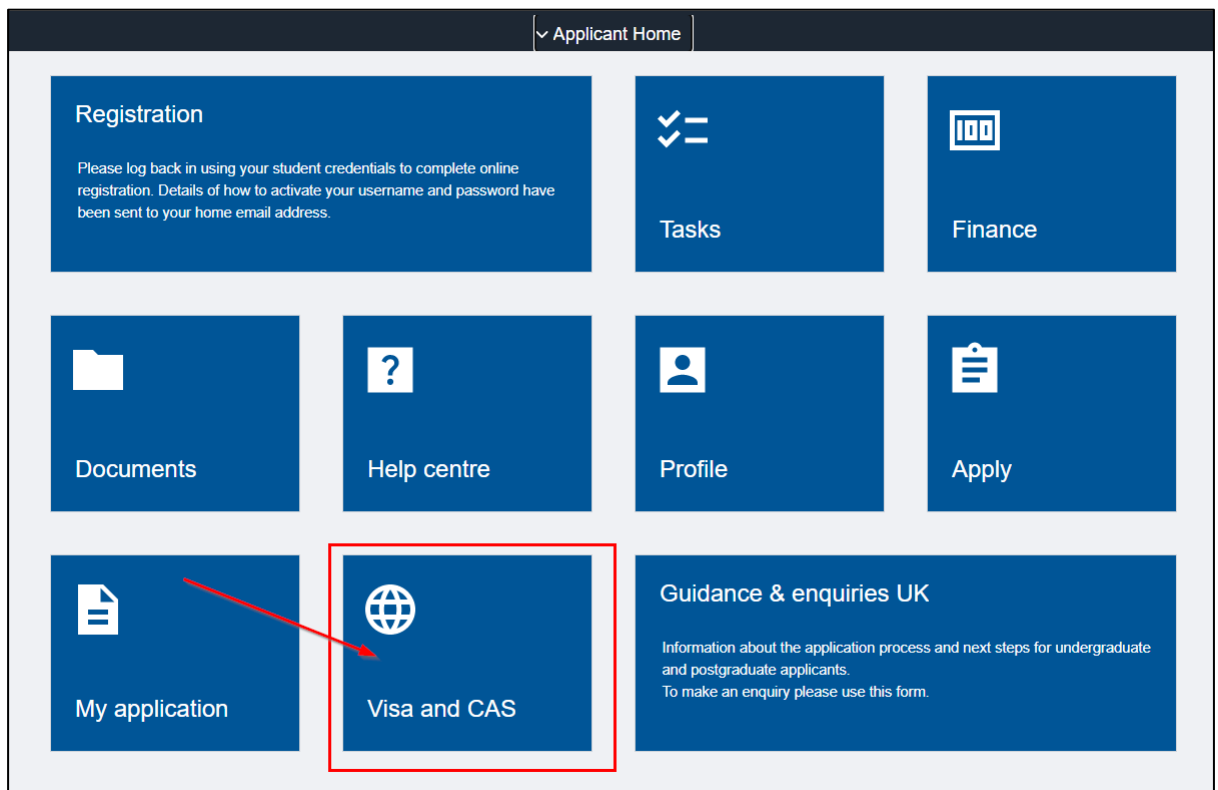 Applicant Home
Registration
Please log back in using your student credentials to complete online
registration. Details of how to activate your username and password have
been sent to your home email address.
Tasks
Finance
Documents
?
Help centre
Profile
Apply
My application
Visa and CAS
Guidance & enquiries UK
Information about the application process and next steps for undergraduate
and postgraduate applicants.
To make an enquiry please use this form.